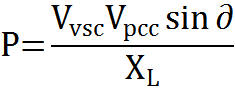 P = V_vsc V_pcc sin ∂ / X_L